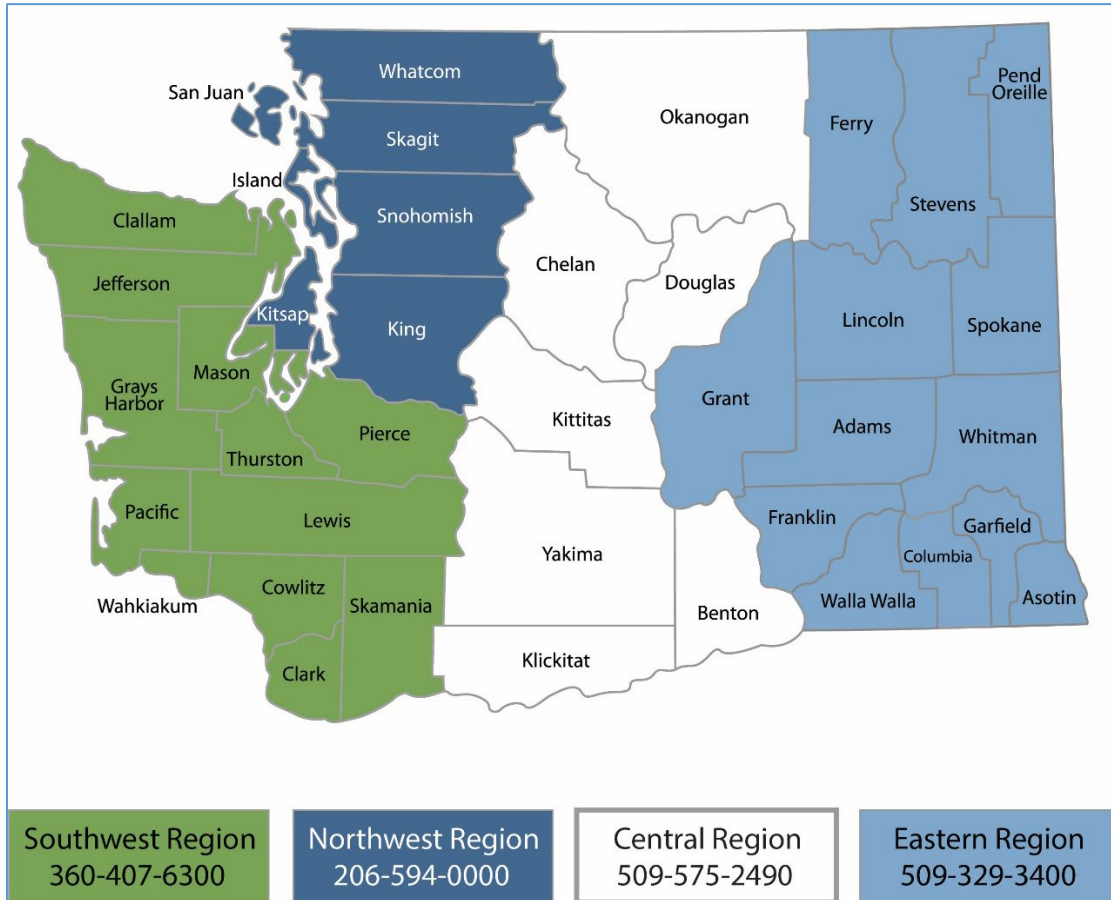 Whatcom
Pend
Oreille
San Juan
Okanogan
Ferry
Skagit
Island
Stevens
Clallam
Snohomish
Chelan
Jefferson
Douglas
Kitsap
King
Lincoln
Spokane
Mason
Grays
Harbor
Grant
Kittitas
Adams
Whitman
Pierce
Thurston
Pacific
Lewis
Franklin
Garfield
Yakima
Columbia
Cowlitz
Wahkiakum
Skamania
Benton
Walla Walla
Asotin
Klickitat
Clark
Southwest Region
360-407-6300
Northwest Region
206-594-0000
Central Region
509-575-2490
Eastern Region
509-329-3400